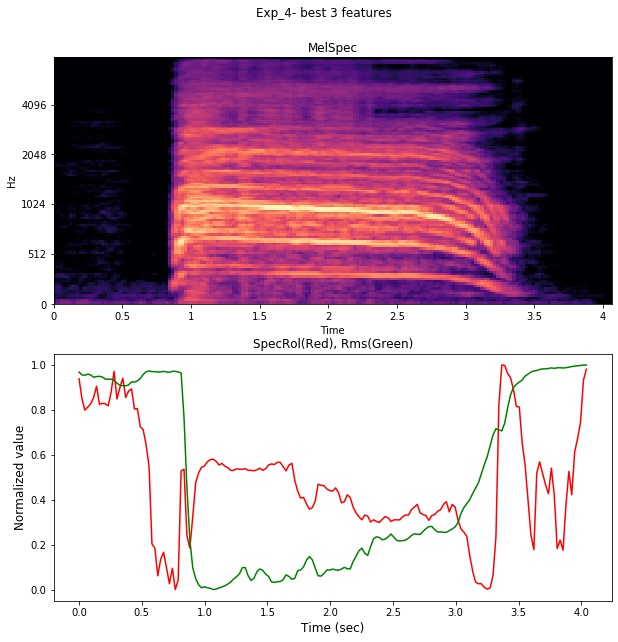 Exp_4- best 3 features
MelSpec
Hz
4096
2048
1024
512
0
0 0.5 1 1.5 2 2.5 3 3.5 4
Time
SpecRol(Red), Rms(Green)
Normalized value
1.0
0.8
0.6
0.4
0.2
0.0
0.0 0.5 1.0 1.5 2.0 2.5 3.0 3.5 4.0
Time (sec)